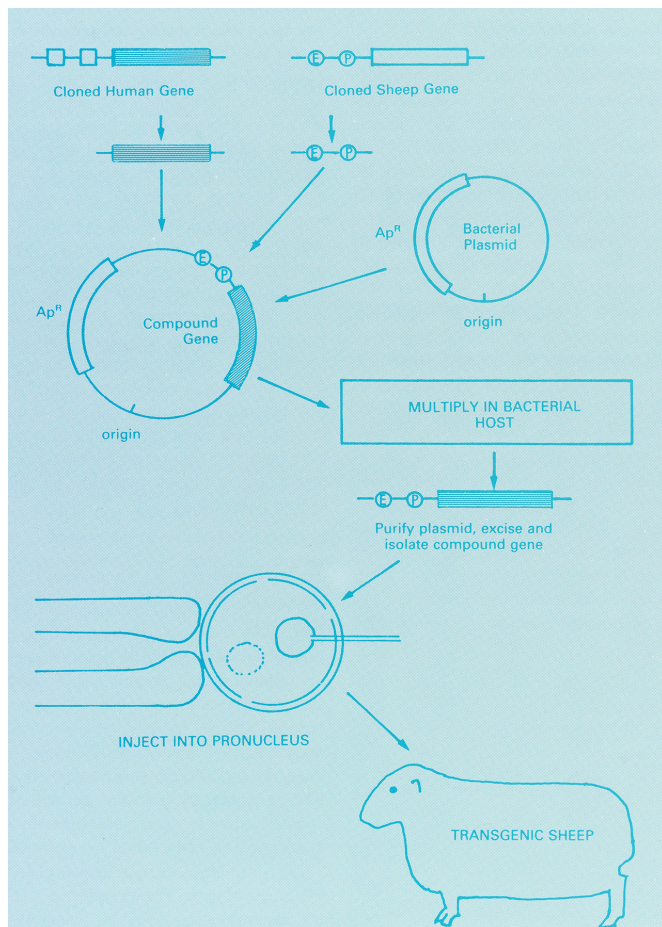 E P
Cloned Human Gene
Cloned Sheep Gene
E P
Ap^R
Bacterial
Plasmid
origin
E
P
Ap^R
Compound
Gene
origin
MULTIPLY IN BACTERIAL
HOST
E P
Purify plasmid, excise and
isolate compound gene
INJECT INTO PRONUCLEUS
TRANSGENIC SHEEP